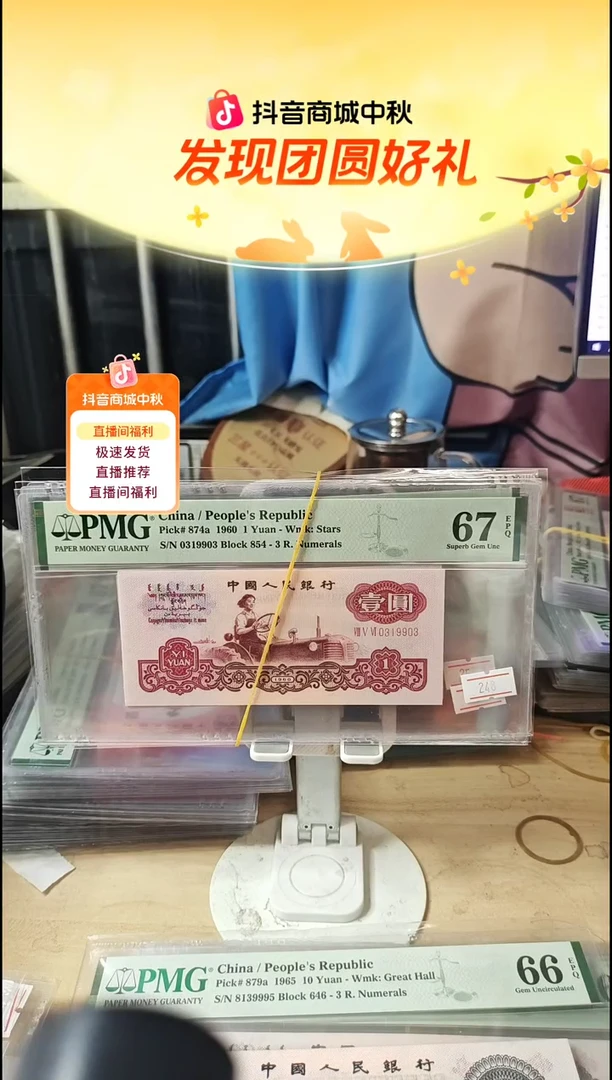 抖音商城中秋
发现团圆好礼
抖音商城中秋
直播间福利
极速发货
直播推荐
直播间福利
PMG
PAPER MONEY GUARANTY
China / People's Republic
Pick# 874a 1960 1 Yuan - Wmk: Stars
S/N 0319903 Block 854 - 3 R. Numerals
67 EPQ
Superb Gem Unc
中國人民銀行
壹圓
VIII V VI 0319903
YI YUAN
1
1960
PMG
PAPER MONEY GUARANTY
China / People's Republic
Pick# 879a 1965 10 Yuan - Wmk: Great Hall
S/N 8139995 Block 646 - 3 R. Numerals
66 EPQ
Gem Uncirculated
中國人民銀行